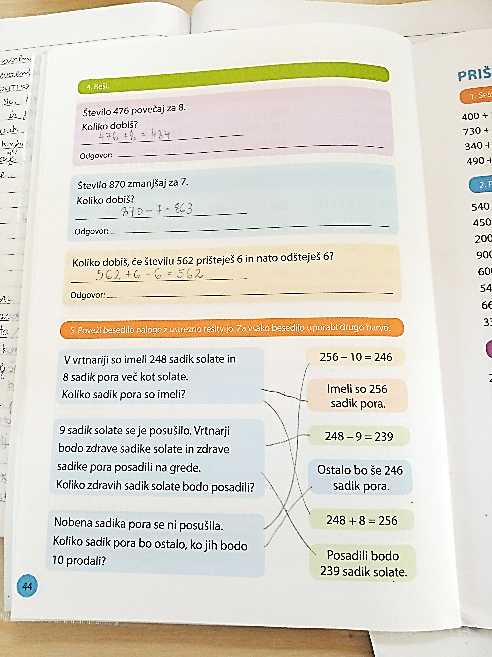 4. Reši.
Število 476 povečaj za 8.
Koliko dobiš?
476 + 8 = 484
Odgovor:
Število 870 zmanjšaj za 7.
Koliko dobiš?
870 - 7 = 863
Odgovor:
Koliko dobiš, če številu 562 prišteješ 6 in nato odšteješ 6?
562 + 6 - 6 = 562
Odgovor:
5. Poveži besedilo naloge z ustrezno rešitvijo. Za vsako besedilo uporabi drugo barvo.
V vrtnariji so imeli 248 sadik solate in
8 sadik pora več kot solate.
Koliko sadik pora so imeli?
9 sadik solate se je posušilo. Vrtnarji
bodo zdrave sadike solate in zdrave
sadike pora posadili na grede.
Koliko zdravih sadik solate bodo posadili?
Nobena sadika pora se ni posušila.
Koliko sadik pora bo ostalo, ko jih bodo
10 prodali?
256 – 10 = 246
Imeli so 256
sadik pora.
248 – 9 = 239
Ostalo bo še 246
sadik pora.
248 + 8 = 256
Posadili bodo
239 sadik solate.
44
PRIŠ
1. Seš
400 +
730 +
340 +
490 +
2.
540
450
200
900
600
54
66